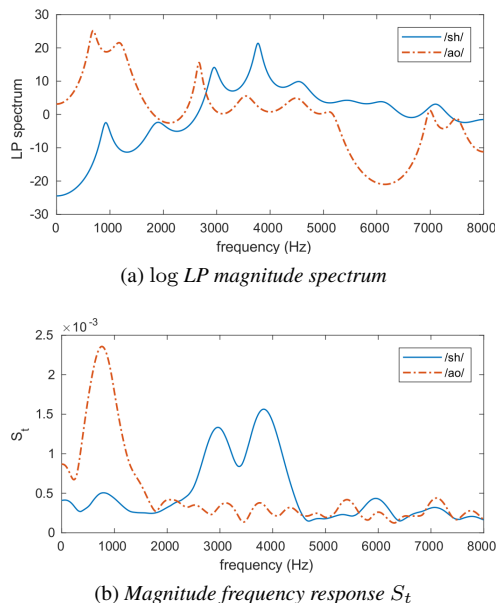 30
20
10
0
-10
-20
-30
LP spectrum
/sh/
/ao/
0 1000 2000 3000 4000 5000 6000 7000 8000
frequency (Hz)
(a) log LP magnitude spectrum
× 10⁻³
2.5
2
1.5
1
0.5
0
S_t
/sh/
/ao/
0 1000 2000 3000 4000 5000 6000 7000 8000
frequency (Hz)
(b) Magnitude frequency response S_t